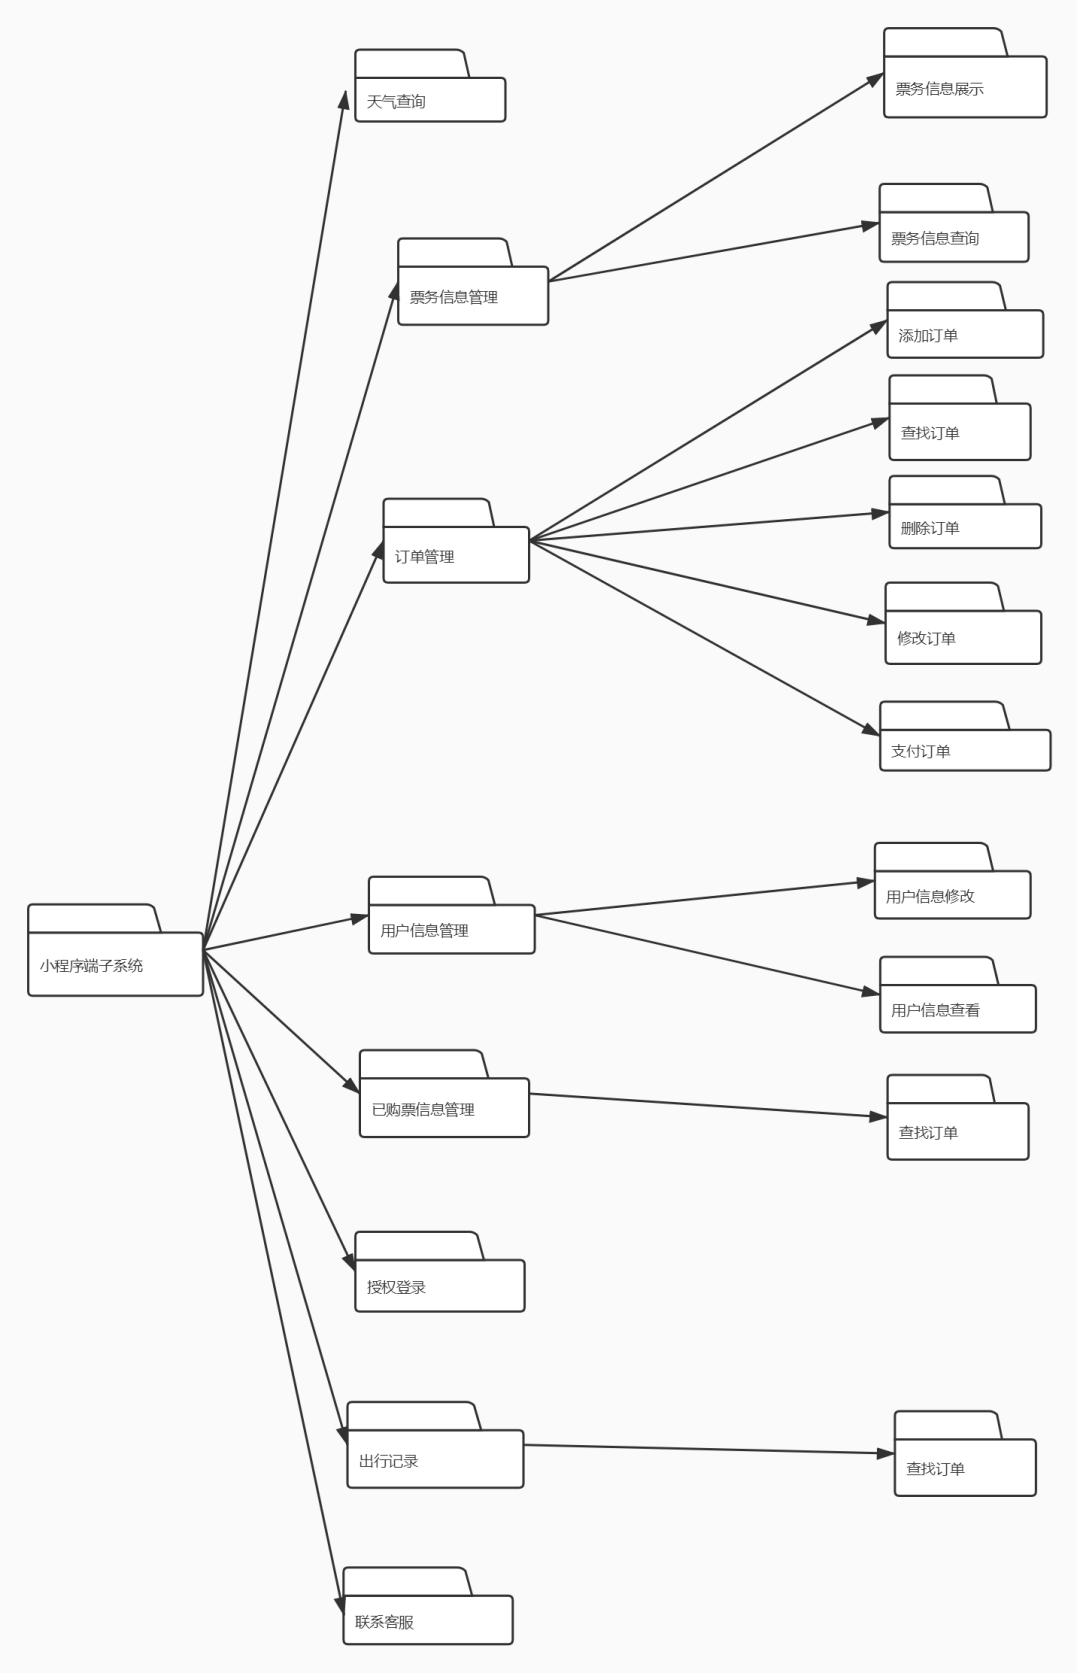 天气查询
票务信息展示
票务信息管理
票务信息查询
添加订单
查找订单
订单管理
删除订单
修改订单
支付订单
小程序端子系统
用户信息管理
用户信息修改
用户信息查看
已购票信息管理
查找订单
授权登录
出行记录
查找订单
联系客服